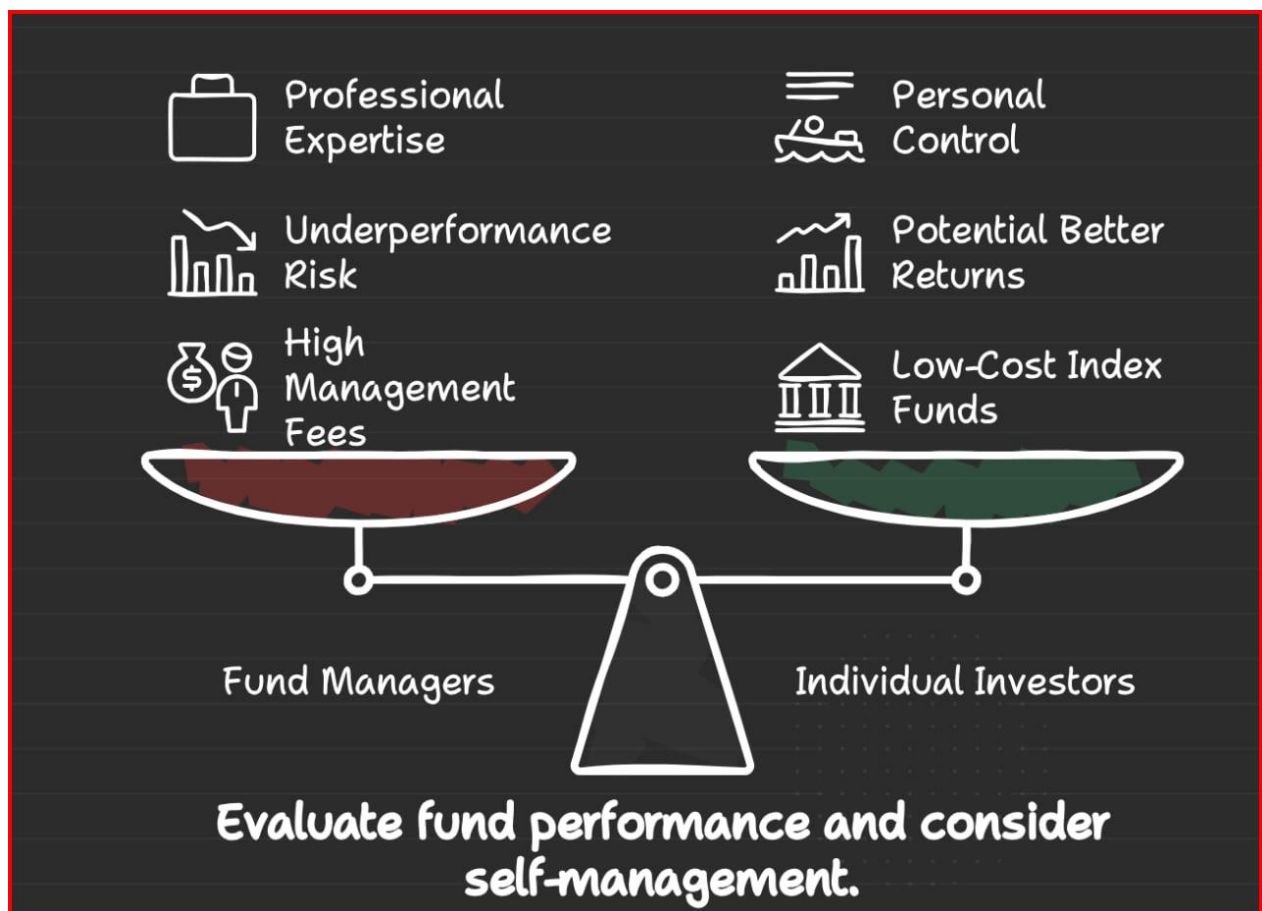 Professional
Expertise
Underperformance
Risk
High
Management
Fees
$
Personal
Control
Potential Better
Returns
Low-Cost Index
Funds
Fund Managers
Individual Investors
Evaluate fund performance and consider
self-management.